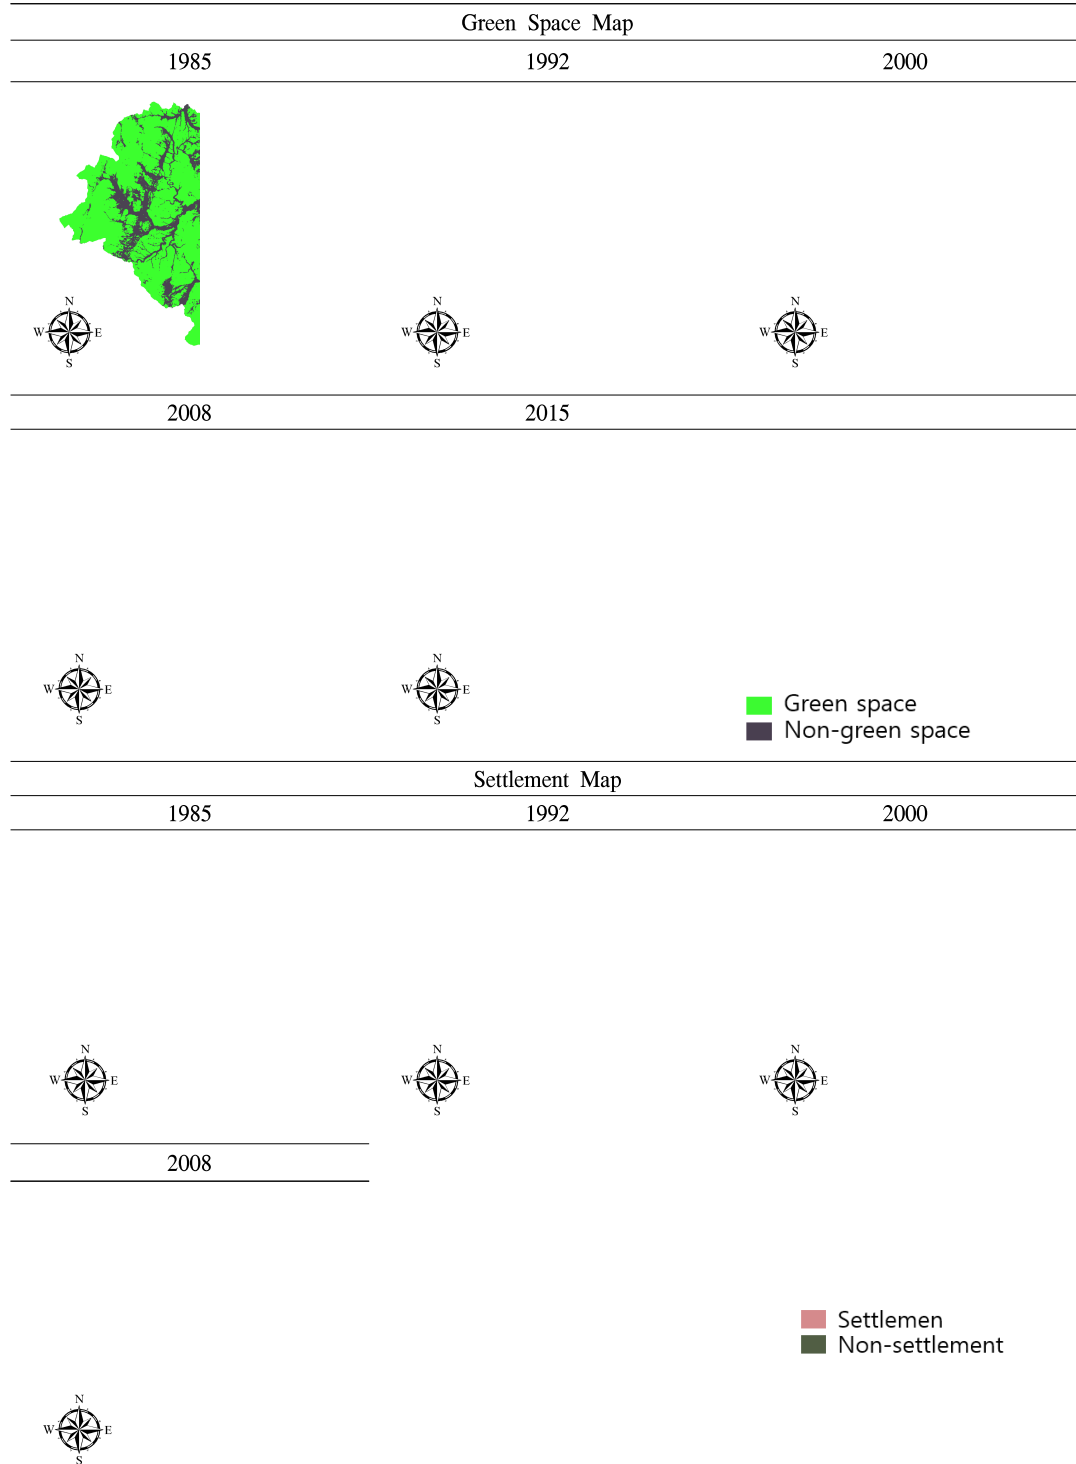 Green Space Map
1985 1992 2000
N
W E
S
N
W E
S
N
W E
S
2008 2015
N
W E
S
N
W E
S
Green space
Non-green space
Settlement Map
1985 1992 2000
N
W E
S
N
W E
S
N
W E
S
2008
Settlemen
Non-settlement
N
W E
S